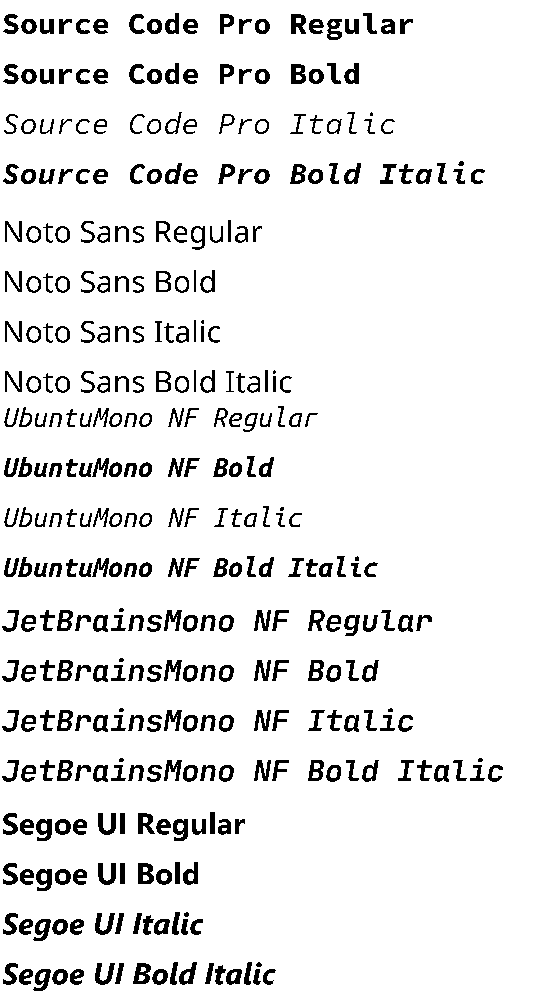 Source Code Pro Regular
Source Code Pro Bold
Source Code Pro Italic
Source Code Pro Bold Italic
Noto Sans Regular
Noto Sans Bold
Noto Sans Italic
Noto Sans Bold Italic
UbuntuMono NF Regular
UbuntuMono NF Bold
UbuntuMono NF Italic
UbuntuMono NF Bold Italic
JetBrainsMono NF Regular
JetBrainsMono NF Bold
JetBrainsMono NF Italic
JetBrainsMono NF Bold Italic
Segoe UI Regular
Segoe UI Bold
Segoe UI Italic
Segoe UI Bold Italic